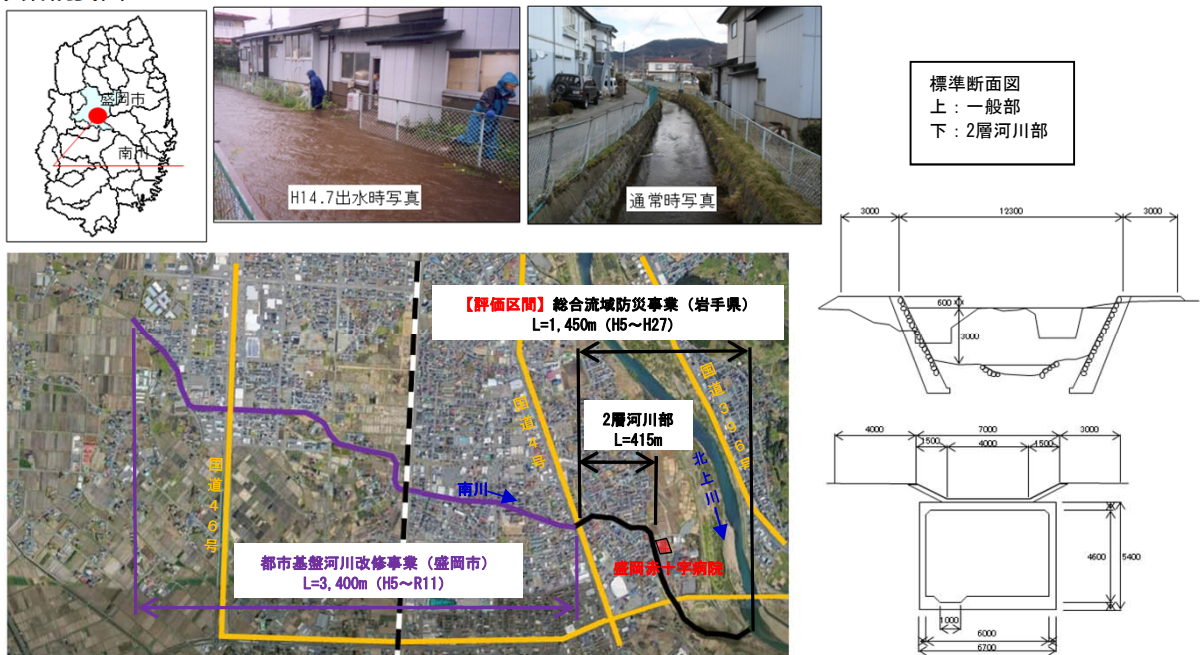 盛岡市
南川
H14.7出水時写真
通常時写真
標準断面図
上：一般部
下：2層河川部
【評価区間】総合流域防災事業（岩手県）
L=1,450m（H5～H27）
2層河川部
L=415m
国道4号
国道396号
北上川
国道46号
南川
盛岡赤十字病院
都市基盤河川改修事業（盛岡市）
L=3,400m（H5～R11）
3000
12300
3000
600
3000
4000
7000
3000
1500
4000
1500
4600
5400
1000
6000
6700